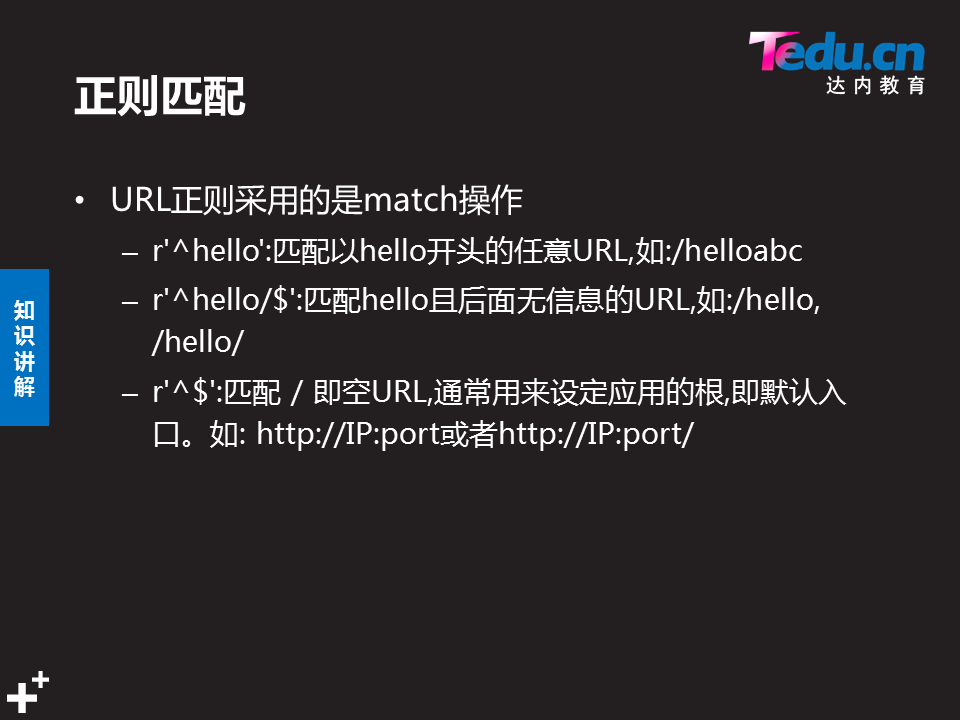 Tedu.cn
达内教育
正则匹配
• URL正则采用的是match操作
– r'^hello':匹配以hello开头的任意URL,如:/helloabc
– r'^hello/$':匹配hello且后面无信息的URL,如:/hello,
/hello/
– r'^$':匹配 / 即空URL,通常用来设定应用的根,即默认入
口。如: http://IP:port或者http://IP:port/
知
识
讲
解